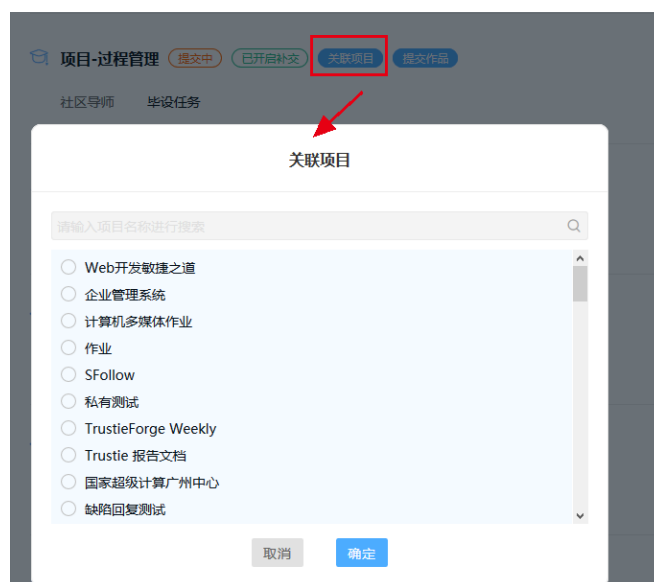 项目-过程管理 提交中 已开启补交 关联项目 提交作品
社区导师 毕设任务
关联项目
请输入项目名称进行搜索
Web开发敏捷之道
企业管理系统
计算机多媒体作业
作业
SFollow
私有测试
TrustieForge Weekly
Trustie 报告文档
国家超级计算广州中心
缺陷回复测试
取消 确定